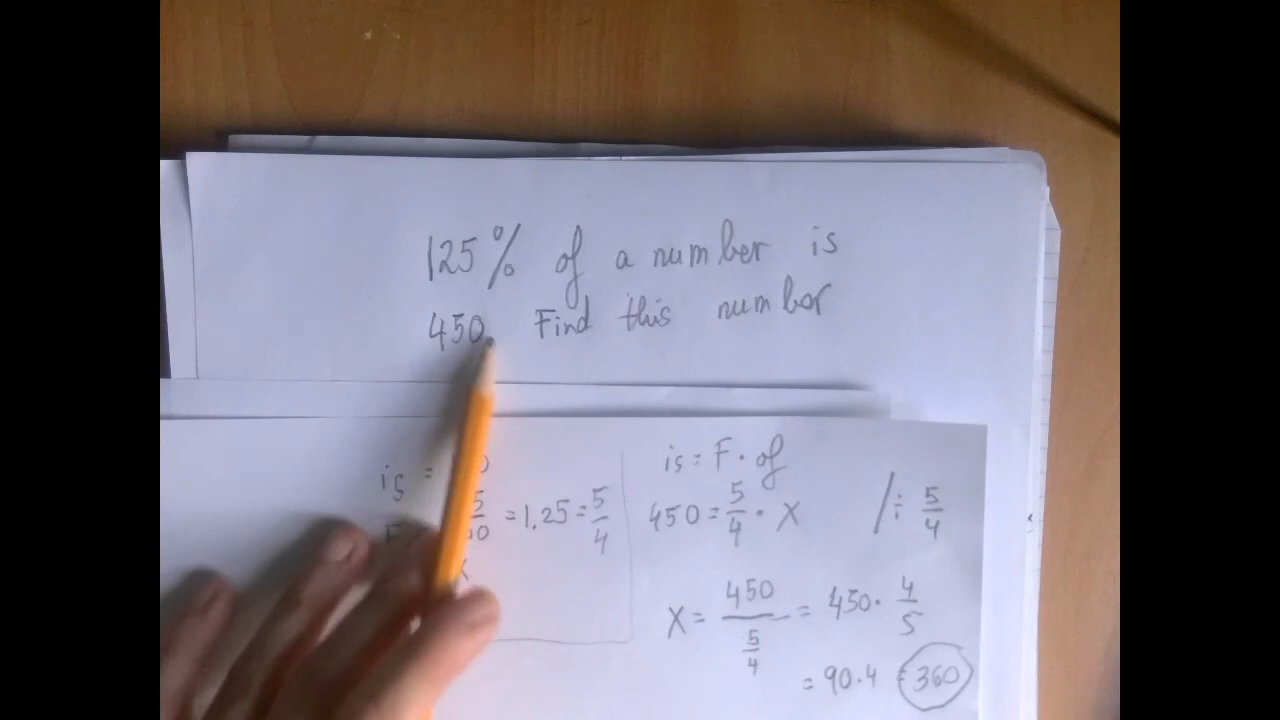 125% of a number is
450. Find this number
is =
= 1.25 = 5/4
is = F · of
450 = 5/4 · X /÷ 5/4
X = 450/(5/4) = 450 · 4/5
= 90·4 = 360